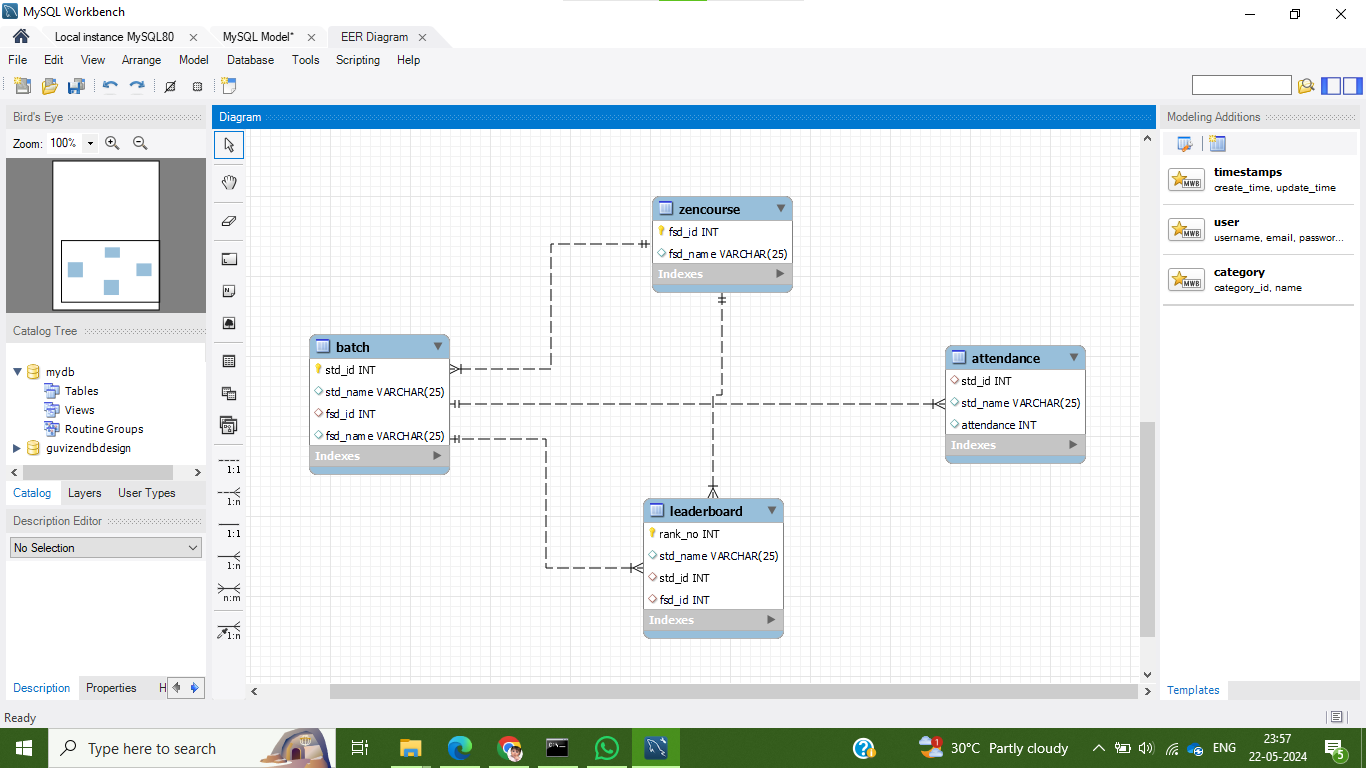 MySQL Workbench
Local instance MySQL80
MySQL Model*
EER Diagram
File Edit View Arrange Model Database Tools Scripting Help
Bird's Eye
Zoom: 100%
Catalog Tree
mydb
Tables
Views
Routine Groups
guvizendbdesign
Catalog Layers User Types
Description Editor
No Selection
Description Properties H
Diagram
1:1
1:n
1:1
1:n
n:m
1:n
zencourse
fsd_id INT
fsd_name VARCHAR(25)
Indexes
batch
std_id INT
std_name VARCHAR(25)
fsd_id INT
fsd_name VARCHAR(25)
Indexes
attendance
std_id INT
std_name VARCHAR(25)
attendance INT
Indexes
leaderboard
rank_no INT
std_name VARCHAR(25)
std_id INT
fsd_id INT
Indexes
Modeling Additions
MWB
timestamps
create_time, update_time
MWB
user
username, email, passwor...
MWB
category
category_id, name
Templates
Ready
Type here to search
1
30°C Partly cloudy
ENG
23:57
22-05-2024
5